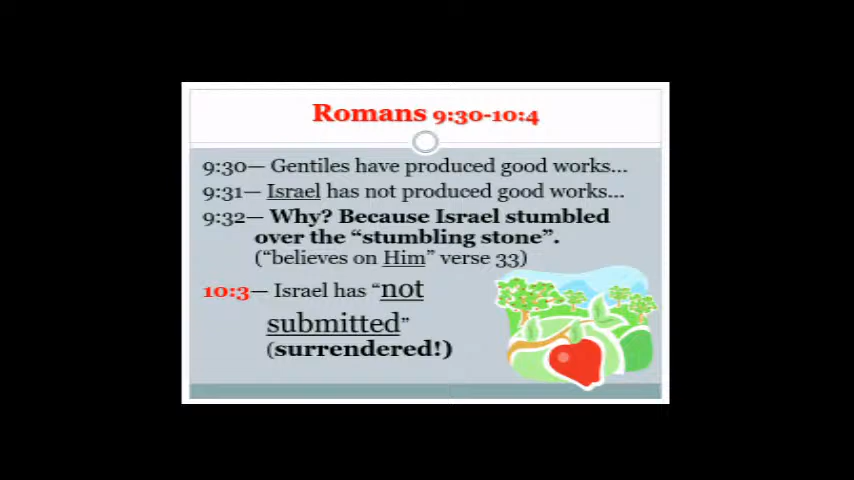 Romans 9:30-10:4
9:30— Gentiles have produced good works...
9:31— Israel has not produced good works...
9:32— Why? Because Israel stumbled
over the “stumbling stone”.
(“believes on Him” verse 33)
10:3— Israel has “not
submitted”
(surrendered!)